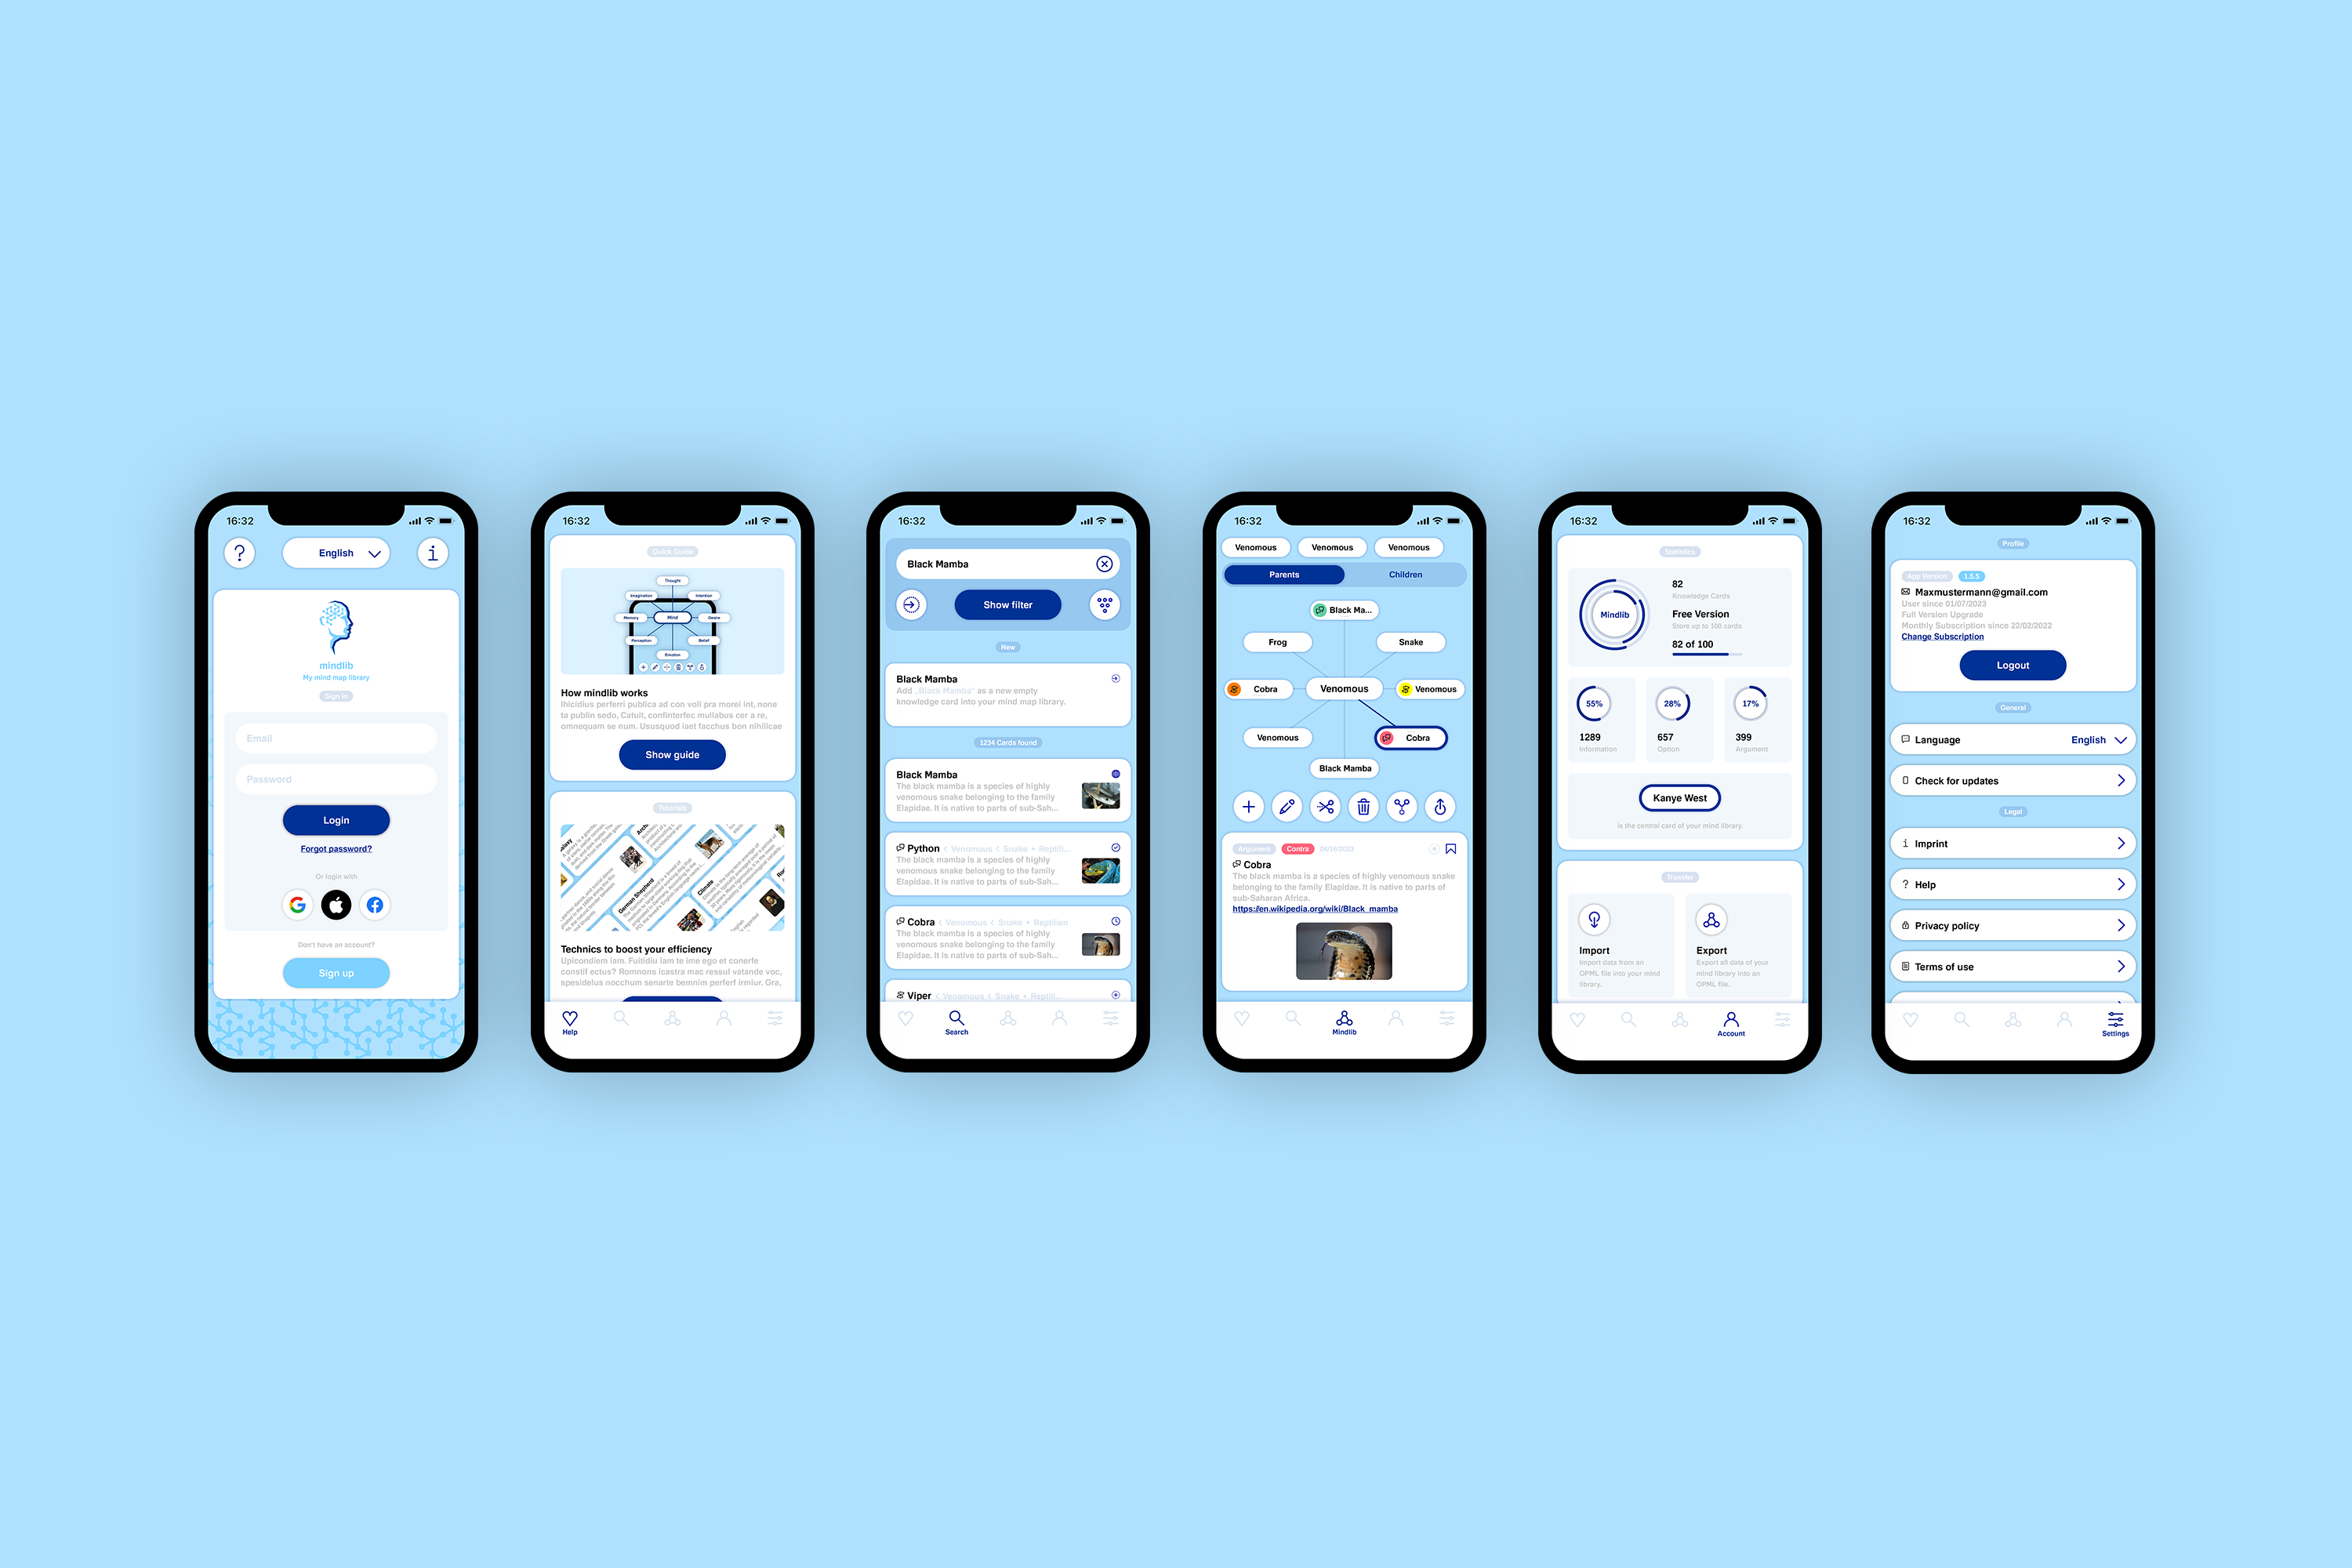 16:32
English
mindlib
My mind map library
Sign in
Email
Password
Login
Forgot password?
Or login with
Don't have an account?
Sign up
16:32
Quick Guide
Thought
Imagination
Intention
Memory
Mind
Desire
Perception
Belief
Emotion
How mindlib works
Ihlcidius perferri publica ad con voll pra morei int, none
ta publin sedo, Catuit, confinterfec mullabus cer a re,
omnequam se num. Ususquod laet facchus bon nihilicae
Show guide
Tutorials
German Shepherd
Climate
Technics to boost your efficiency
Upicondiem iam. Fuitidiu iam te ime ego et conerfe
constif ectus? Romnons icastra mac ressul vatande voc,
spesidelus nocchum senarte bemnim perferf irmiur. Gra,
Help
16:32
Black Mamba
Show filter
New
Black Mamba
Add „Black Mamba“ as a new empty
knowledge card into your mind map library.
1234 Cards found
Black Mamba
The black mamba is a species of highly
venomous snake belonging to the family
Elapidae. It is native to parts of sub-Sah...
Python < Venomous < Snake • Reptili...
The black mamba is a species of highly
venomous snake belonging to the family
Elapidae. It is native to parts of sub-Sah...
Cobra < Venomous < Snake • Reptilien
The black mamba is a species of highly
venomous snake belonging to the family
Elapidae. It is native to parts of sub-Sah...
Viper < Venomous < Snake • Reptili...
Search
16:32
Venomous Venomous Venomous
Parents Children
Black Ma...
Frog Snake
Cobra Venomous Venomous
Venomous Cobra
Black Mamba
Argument Contra 04/16/2023
Cobra
The black mamba is a species of highly venomous snake
belonging to the family Elapidae. It is native to parts of
sub-Saharan Africa.
https://en.wikipedia.org/wiki/Black_mamba
Mindlib
16:32
Statistics
Mindlib
82
Knowledge Cards
Free Version
Store up to 100 cards
82 of 100
55% 28% 17%
1289 657 399
Information Option Argument
Kanye West
is the central card of your mind library.
Transfer
Import
Import data from an
OPML file into your mind
library.
Export
Export all data of your
mind library into an
OPML file.
Account
16:32
Profile
App Version 1.5.5
Maxmustermann@gmail.com
User since 01/07/2023
Full Version Upgrade
Monthly Subscription since 22/02/2022
Change Subscription
Logout
General
Language English
Check for updates
Legal
Imprint
Help
Privacy policy
Terms of use
Settings